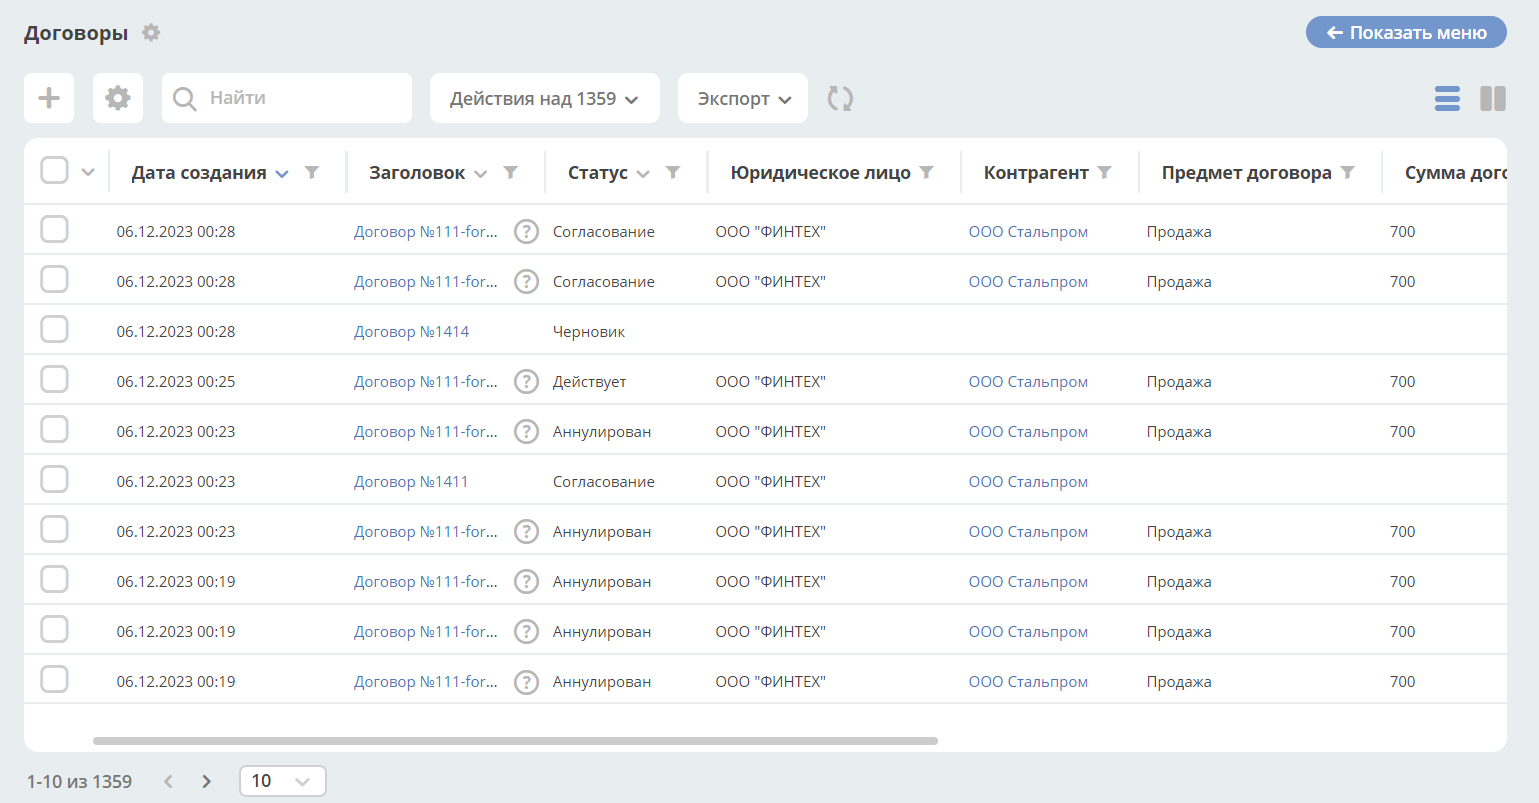 Договоры
Показать меню
Найти Действия над 1359 Экспорт
Дата создания Заголовок Статус Юридическое лицо Контрагент Предмет договора Сумма дого
06.12.2023 00:28 Договор №111-for... ? Согласование ООО "ФИНТЕХ" ООО Стальпром Продажа 700
06.12.2023 00:28 Договор №111-for... ? Согласование ООО "ФИНТЕХ" ООО Стальпром Продажа 700
06.12.2023 00:28 Договор №1414 Черновик
06.12.2023 00:25 Договор №111-for... ? Действует ООО "ФИНТЕХ" ООО Стальпром Продажа 700
06.12.2023 00:23 Договор №111-for... ? Аннулирован ООО "ФИНТЕХ" ООО Стальпром Продажа 700
06.12.2023 00:23 Договор №1411 Согласование ООО "ФИНТЕХ" ООО Стальпром
06.12.2023 00:23 Договор №111-for... ? Аннулирован ООО "ФИНТЕХ" ООО Стальпром Продажа 700
06.12.2023 00:19 Договор №111-for... ? Аннулирован ООО "ФИНТЕХ" ООО Стальпром Продажа 700
06.12.2023 00:19 Договор №111-for... ? Аннулирован ООО "ФИНТЕХ" ООО Стальпром Продажа 700
06.12.2023 00:19 Договор №111-for... ? Аннулирован ООО "ФИНТЕХ" ООО Стальпром Продажа 700
1-10 из 1359 10